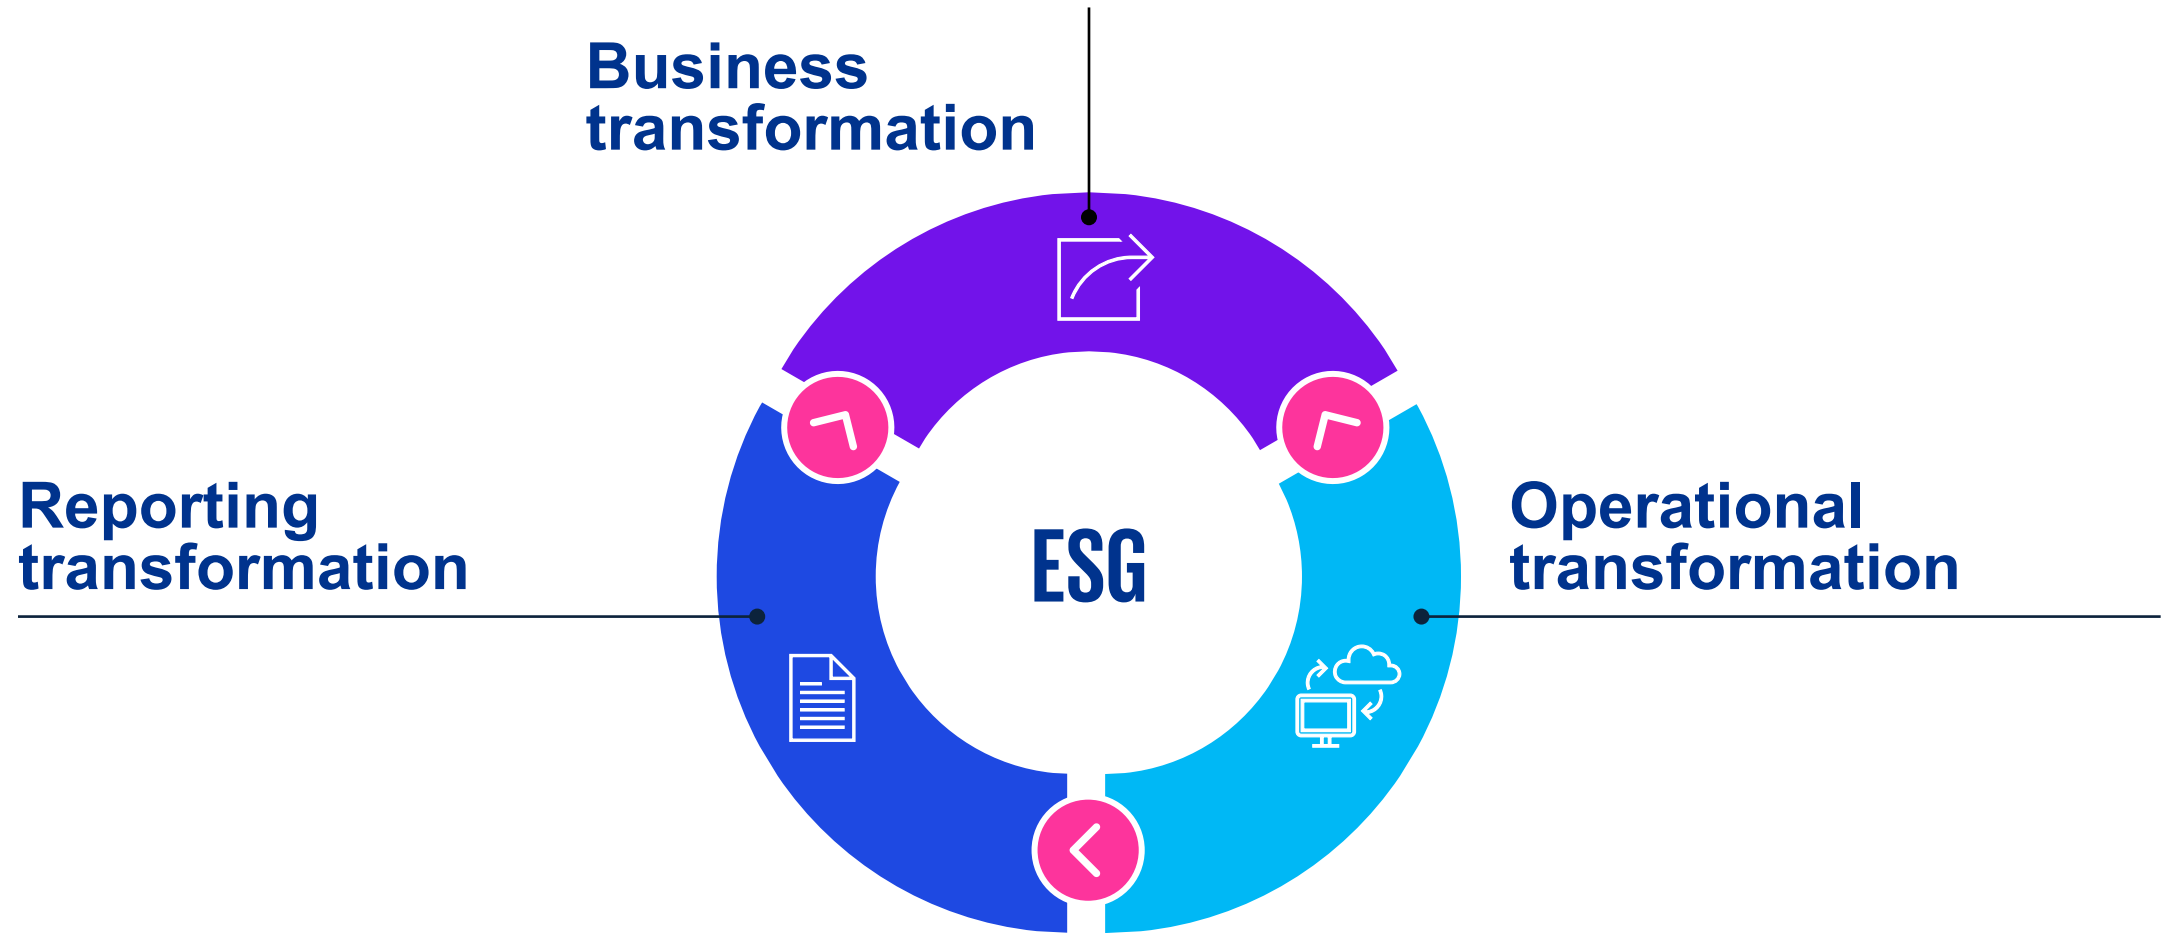 Business
transformation
Reporting
transformation
ESG
Operational
transformation